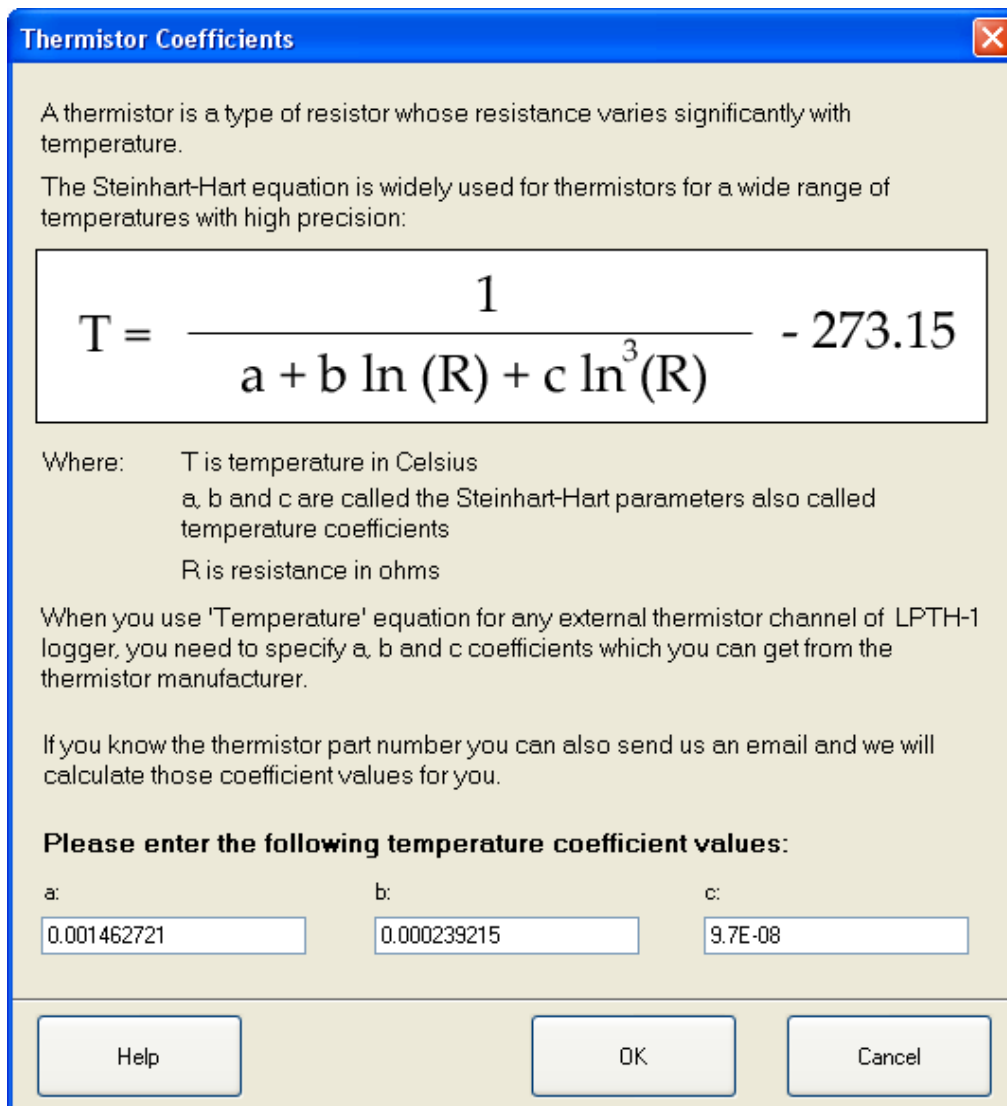 Thermistor Coefficients
A thermistor is a type of resistor whose resistance varies significantly with
temperature.
The Steinhart-Hart equation is widely used for thermistors for a wide range of
temperatures with high precision:
T = 1 / (a + b ln (R) + c ln³(R)) - 273.15
Where: T is temperature in Celsius
a, b and c are called the Steinhart-Hart parameters also called
temperature coefficients
R is resistance in ohms
When you use 'Temperature' equation for any external thermistor channel of LPTH-1
logger, you need to specify a, b and c coefficients which you can get from the
thermistor manufacturer.
If you know the thermistor part number you can also send us an email and we will
calculate those coefficient values for you.
Please enter the following temperature coefficient values:
a: b: c:
0.001462721 0.000239215 9.7E-08
Help OK Cancel